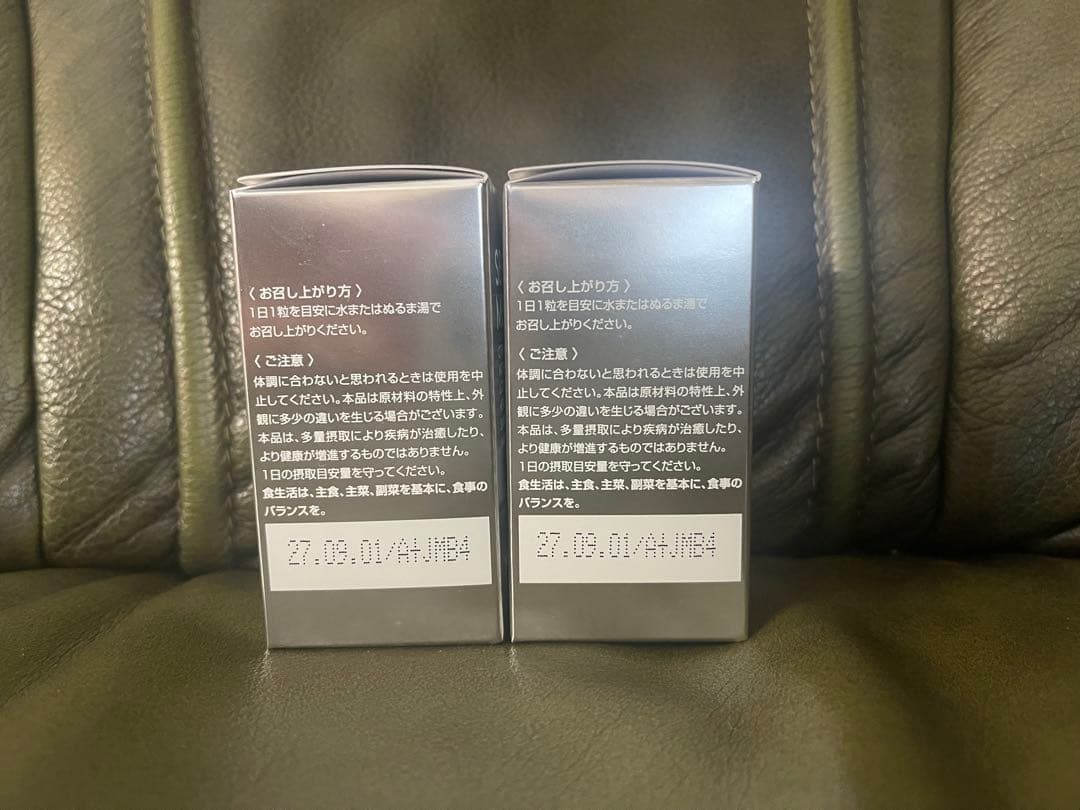 〈 お召し上がり方 〉
1日1粒を目安に水またはぬるま湯で
お召し上がりください。
〈 ご注意 〉
体調に合わないと思われるときは使用を中
止してください。本品は原材料の特性上、外
観に多少の違いを生じる場合がございます。
本品は、多量摂取により疾病が治癒したり、
より健康が増進するものではありません。
1日の摂取目安量を守ってください。
食生活は、主食、主菜、副菜を基本に、食事の
バランスを。
27.09.01/A+JMB4
〈 お召し上がり方 〉
1日1粒を目安に水またはぬるま湯で
お召し上がりください。
〈 ご注意 〉
体調に合わないと思われるときは使用を中
止してください。本品は原材料の特性上、外
観に多少の違いを生じる場合がございます。
本品は、多量摂取により疾病が治癒したり、
より健康が増進するものではありません。
1日の摂取目安量を守ってください。
食生活は、主食、主菜、副菜を基本に、食事の
バランスを。
27.09.01/A+JMB4